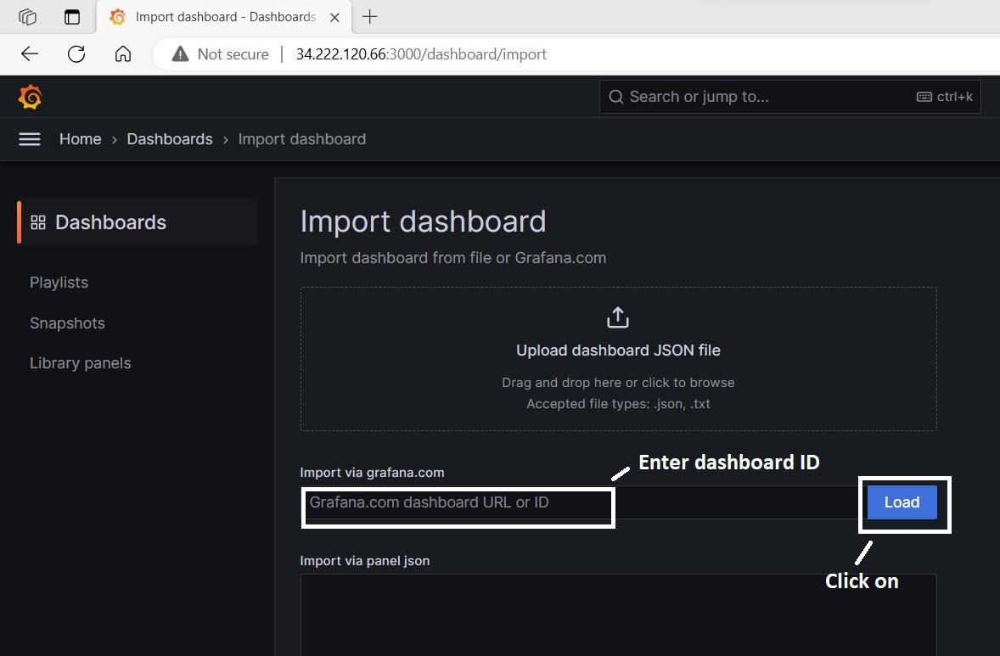 Import dashboard - Dashboards
Not secure 34.222.120.66:3000/dashboard/import
Search or jump to... ctrl+k
Home › Dashboards › Import dashboard
Dashboards
Playlists
Snapshots
Library panels
Import dashboard
Import dashboard from file or Grafana.com
Upload dashboard JSON file
Drag and drop here or click to browse
Accepted file types: .json, .txt
Enter dashboard ID
Import via grafana.com
Grafana.com dashboard URL or ID
Load
Import via panel json
Click on